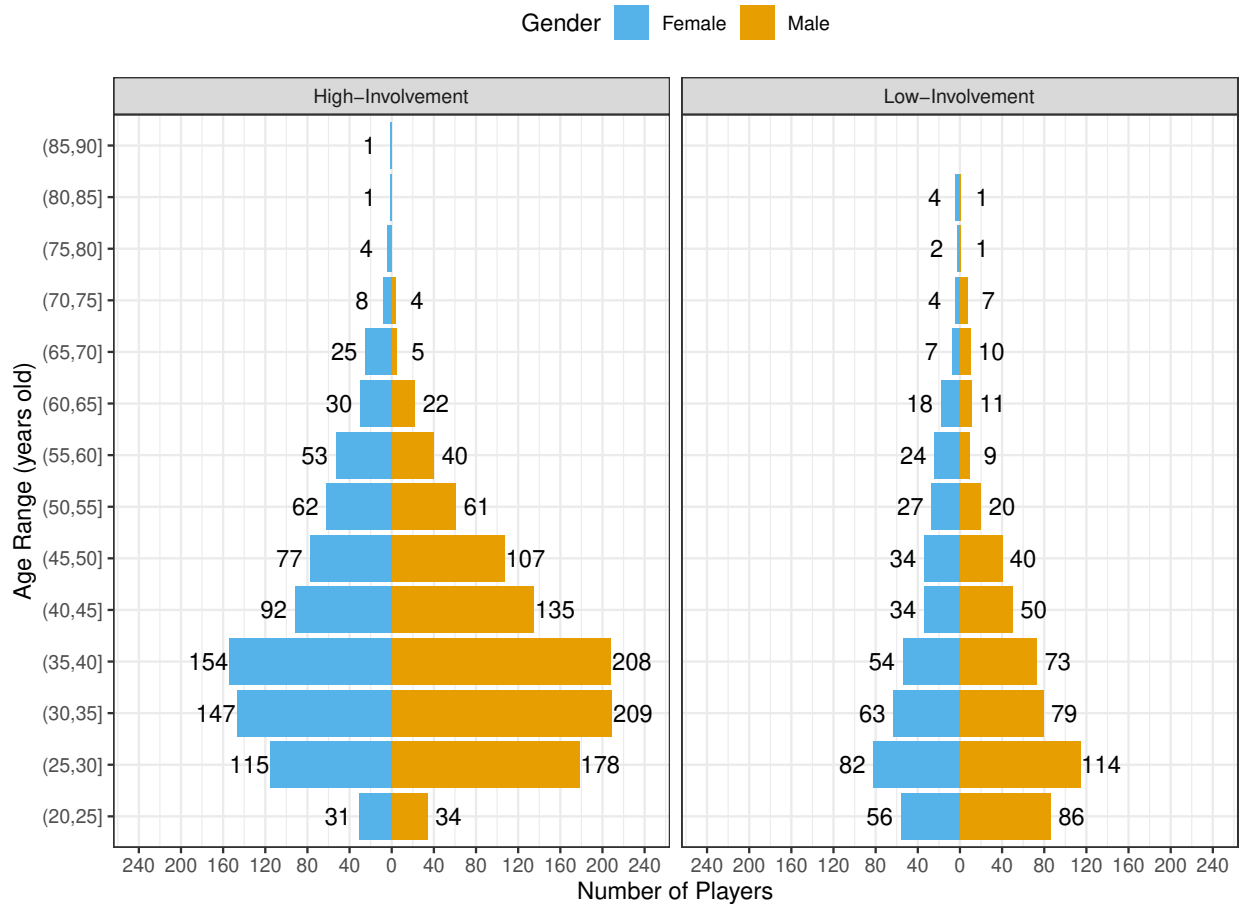 Gender Female Male
High−Involvement Low−Involvement
(85,90] 1
(80,85] 1 4 1
(75,80] 4 2 1
(70,75] 8 4 4 7
(65,70] 25 5 7 10
(60,65] 30 22 18 11
(55,60] 53 40 24 9
(50,55] 62 61 27 20
(45,50] 77 107 34 40
(40,45] 92 135 34 50
(35,40] 154 208 54 73
(30,35] 147 209 63 79
(25,30] 115 178 82 114
(20,25] 31 34 56 86
Age Range (years old)
240 200 160 120 80 40 0 40 80 120 160 200 240 240 200 160 120 80 40 0 40 80 120 160 200 240
Number of Players